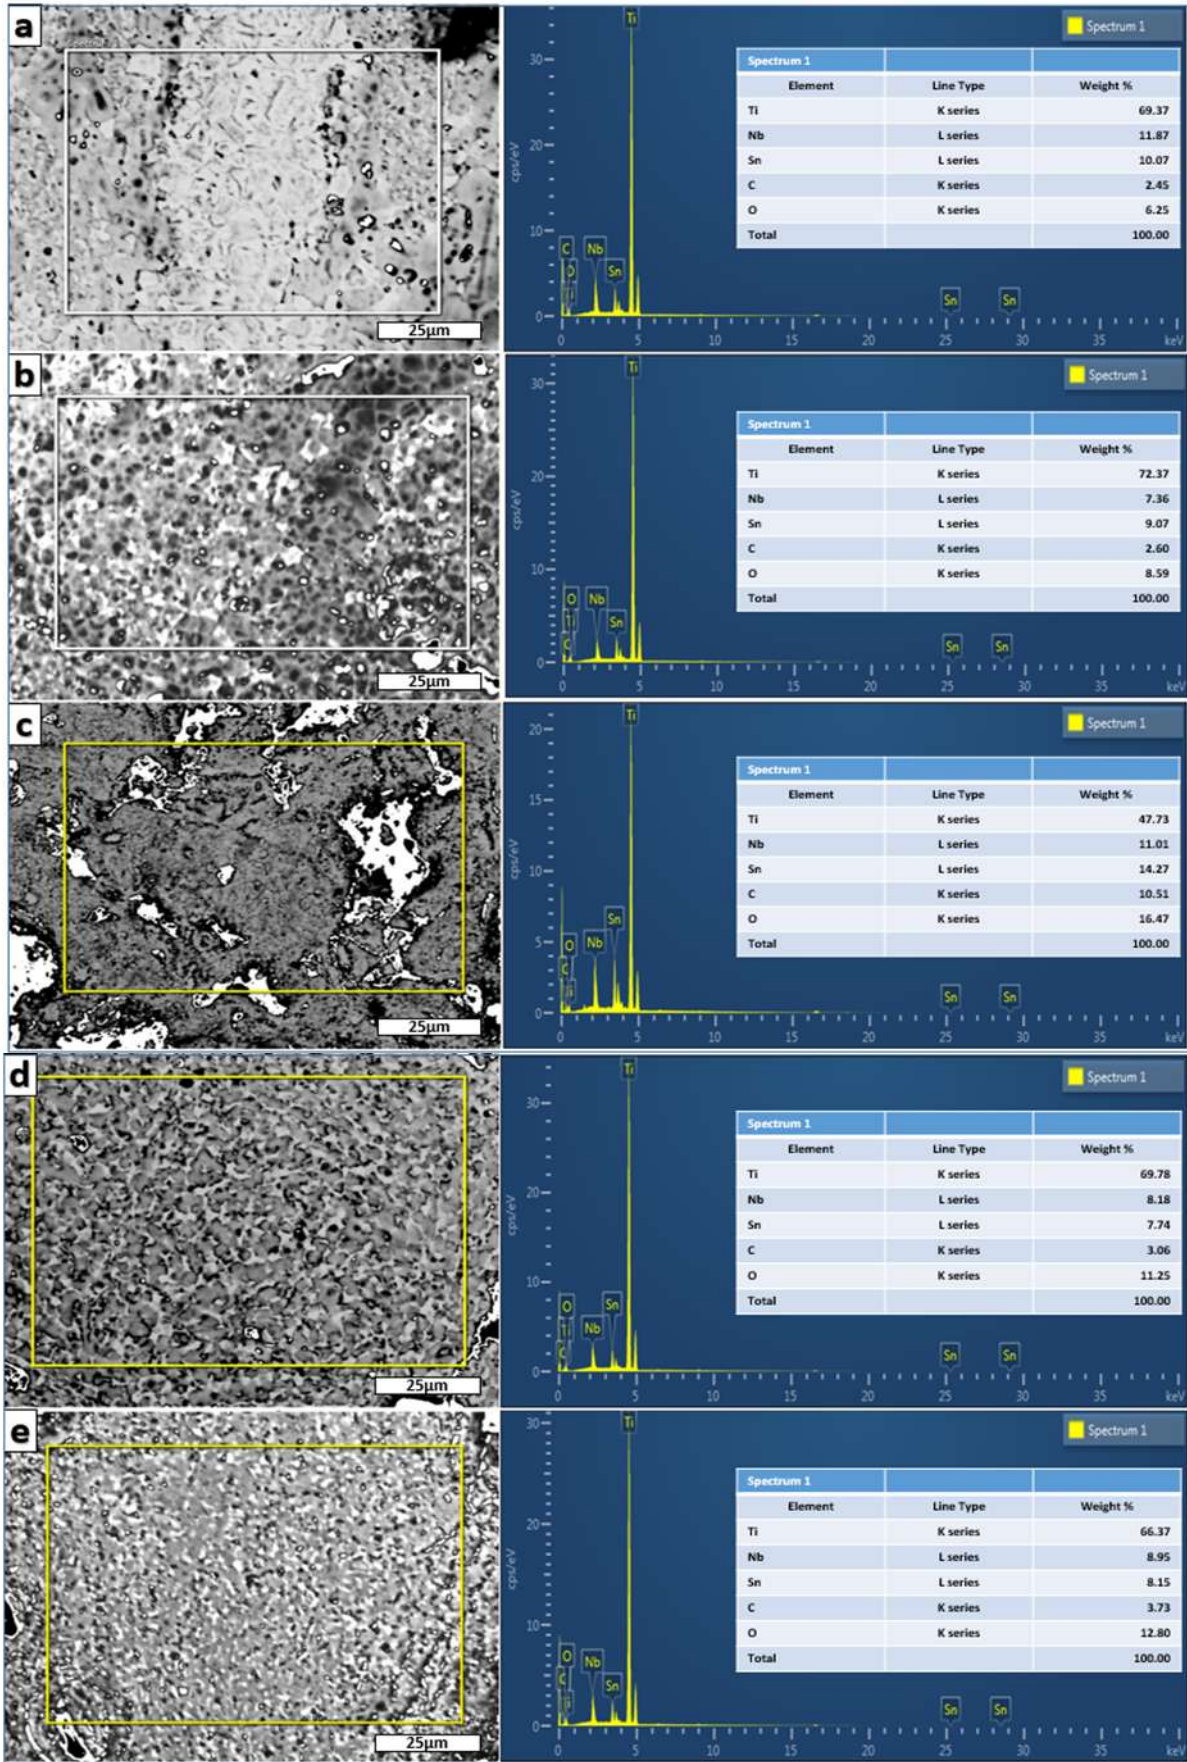 a
Spectrum 1
25µm
Ti
Spectrum 1
cps/eV
30
20
10
0
C
O
Nb
Sn
Sn
Sn
0 5 10 15 20 25 30 35 keV
Spectrum 1
Element Line Type Weight %
Ti K series 69.37
Nb L series 11.87
Sn L series 10.07
C K series 2.45
O K series 6.25
Total 100.00
b
25µm
Ti
Spectrum 1
cps/eV
30
20
10
0
O
Ti
C
Nb
Sn
Sn
Sn
0 5 10 15 20 25 30 35 keV
Spectrum 1
Element Line Type Weight %
Ti K series 72.37
Nb L series 7.36
Sn L series 9.07
C K series 2.60
O K series 8.59
Total 100.00
c
25µm
Ti
Spectrum 1
cps/eV
20
15
10
5
0
O
C
Ti
Nb
Sn
Sn
Sn
0 5 10 15 20 25 30 35 keV
Spectrum 1
Element Line Type Weight %
Ti K series 47.73
Nb L series 11.01
Sn L series 14.27
C K series 10.51
O K series 16.47
Total 100.00
d
25µm
Ti
Spectrum 1
cps/eV
30
20
10
0
O
Ti
C
Nb
Sn
Sn
Sn
0 5 10 15 20 25 30 35 keV
Spectrum 1
Element Line Type Weight %
Ti K series 69.78
Nb L series 8.18
Sn L series 7.74
C K series 3.06
O K series 11.25
Total 100.00
e
25µm
Ti
Spectrum 1
cps/eV
30
20
10
0
O
C
Ti
Nb
Sn
Sn
Sn
0 5 10 15 20 25 30 35 keV
Spectrum 1
Element Line Type Weight %
Ti K series 66.37
Nb L series 8.95
Sn L series 8.15
C K series 3.73
O K series 12.80
Total 100.00